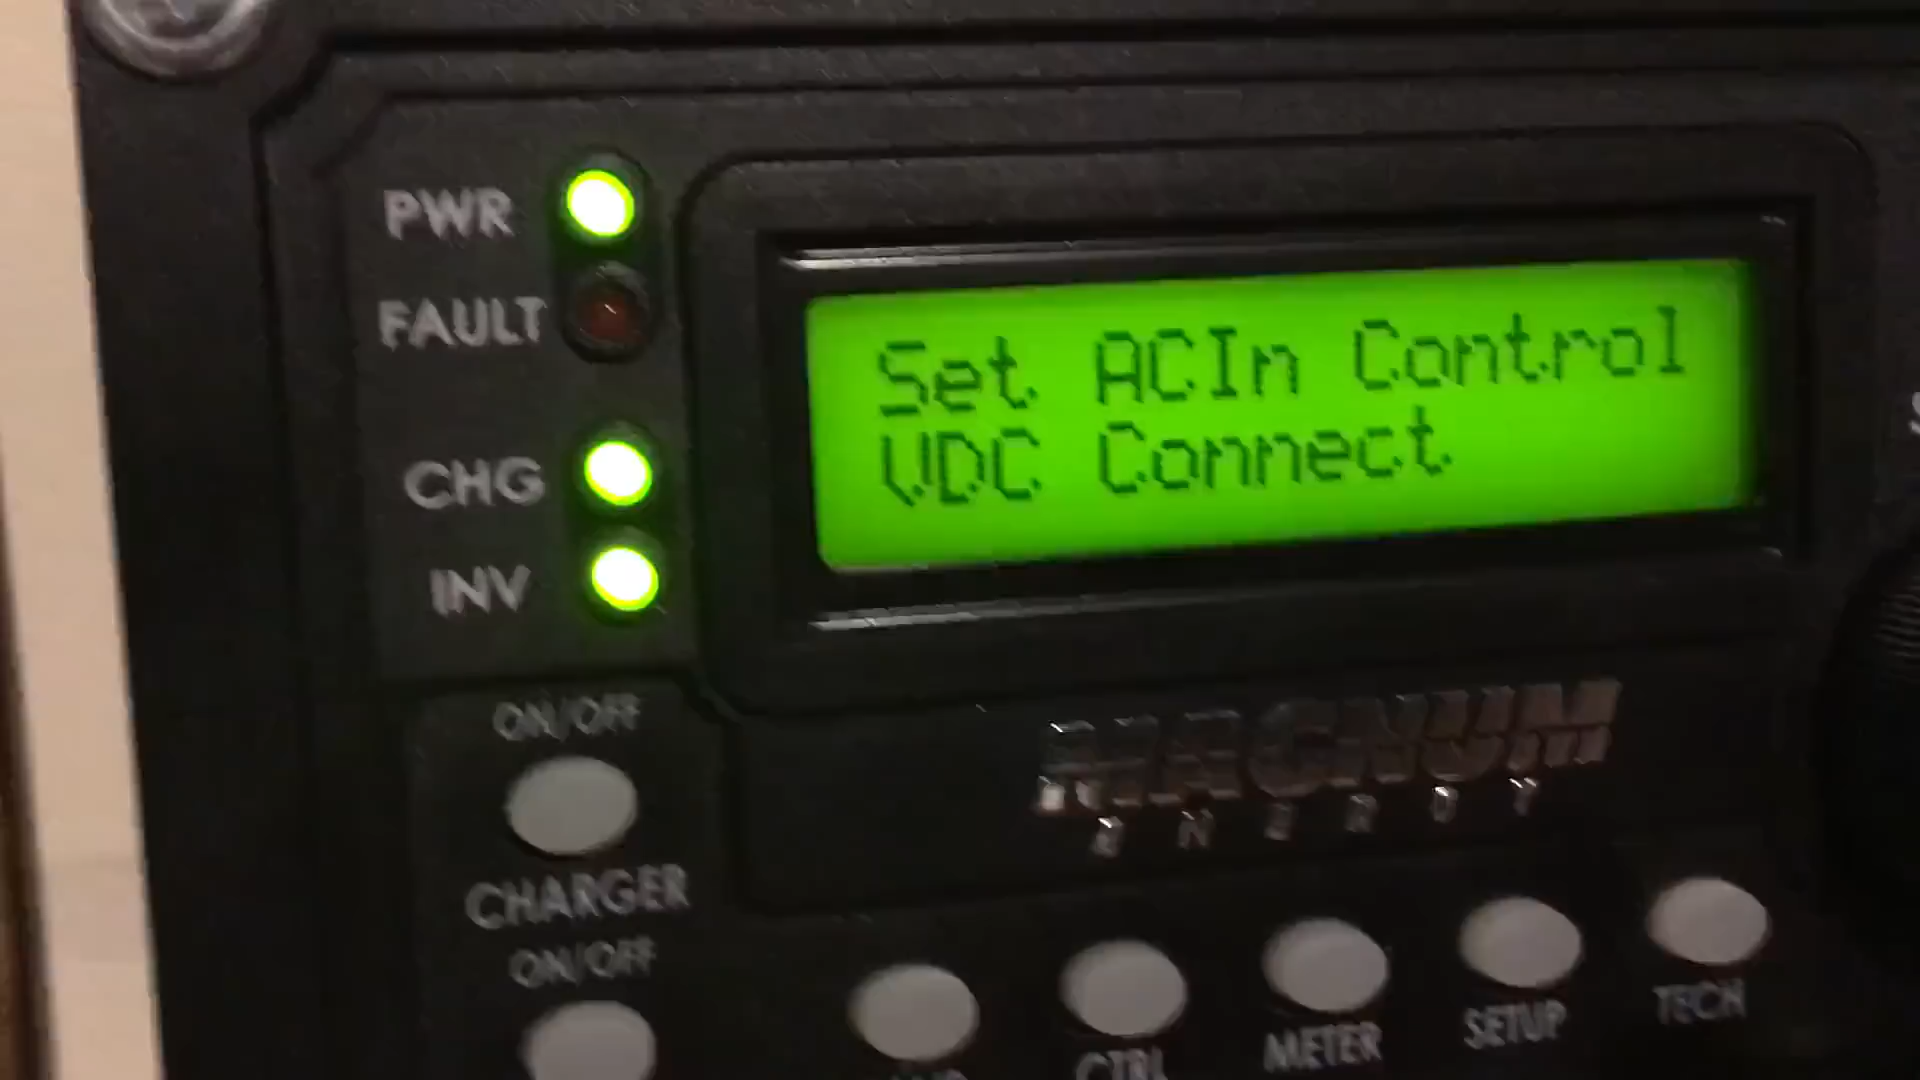 PWR
FAULT
CHG
INV
Set ACIn Control
VDC Connect
MAGNUM
ENERGY
ON/OFF
CHARGER
ON/OFF
CTRL
METER
SETUP
TECH